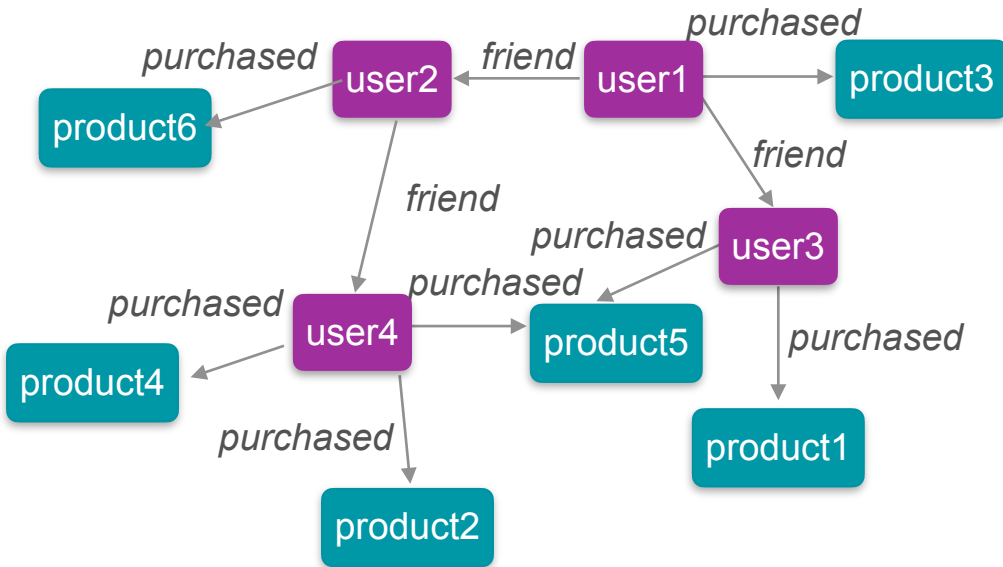 purchased
purchased
friend
user2
user1
product3
product6
friend
friend
purchased
user3
purchased
purchased
user4
product5
purchased
product4
purchased
product1
product2